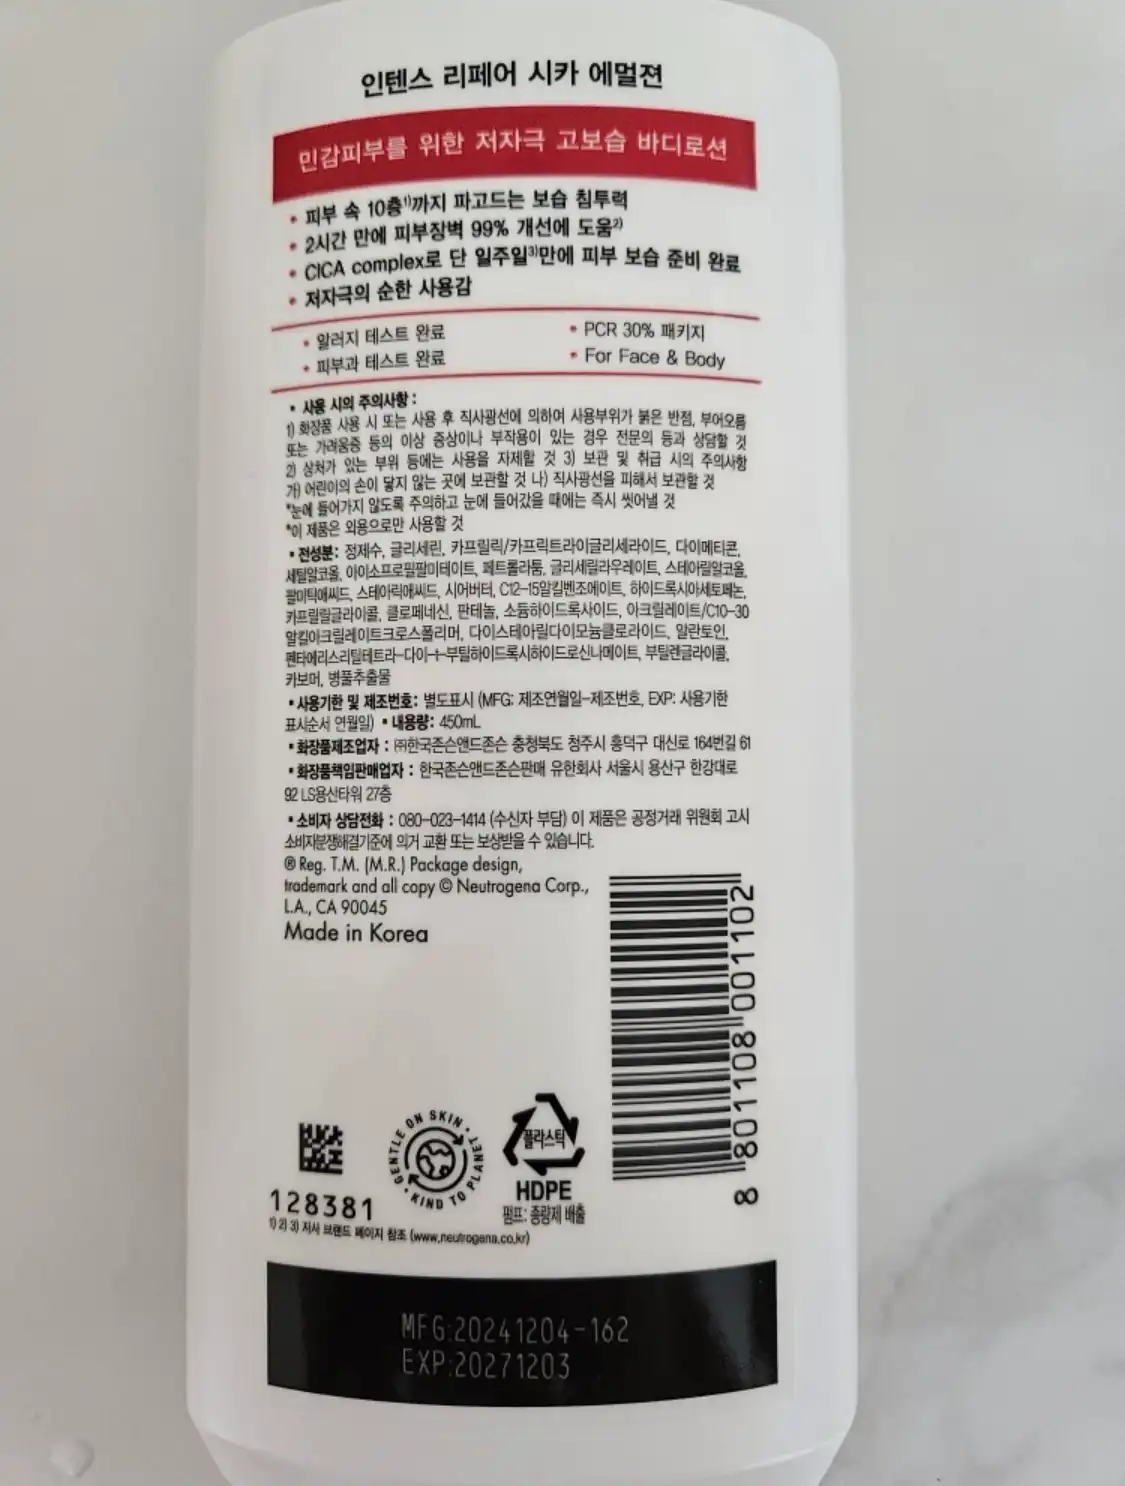 인텐스 리페어 시카 에멀젼
민감피부를 위한 저자극 고보습 바디로션
• 피부 속 10층¹⁾까지 파고드는 보습 침투력
• 2시간 만에 피부장벽 99% 개선에 도움²⁾
• CICA complex로 단 일주일³⁾만에 피부 보습 준비 완료
• 저자극의 순한 사용감
• 알러지 테스트 완료 • PCR 30% 패키지
• 피부과 테스트 완료 • For Face & Body
▪ 사용 시의 주의사항 :
1) 화장품 사용 시 또는 사용 후 직사광선에 의하여 사용부위가 붉은 반점, 부어오름
또는 가려움증 등의 이상 증상이나 부작용이 있는 경우 전문의 등과 상담할 것
2) 상처가 있는 부위 등에는 사용을 자제할 것 3) 보관 및 취급 시의 주의사항
가) 어린이의 손이 닿지 않는 곳에 보관할 것 나) 직사광선을 피해서 보관할 것
*눈에 들어가지 않도록 주의하고 눈에 들어갔을 때에는 즉시 씻어낼 것
*이 제품은 외용으로만 사용할 것
▪ 전성분: 정제수, 글리세린, 카프릴릭/카프릭트라이글리세라이드, 다이메티콘,
세틸알코올, 아이소프로필팔미테이트, 페트롤라툼, 글리세릴라우레이트, 스테아릴알코올,
팔미틱애씨드, 스테아릭애씨드, 시어버터, C12-15알킬벤조에이트, 하이드록시아세토페논,
카프릴릴글라이콜, 클로페네신, 판테놀, 소듐하이드록사이드, 아크릴레이트/C10-30
알킬아크릴레이트크로스폴리머, 다이스테아릴다이모늄클로라이드, 알란토인,
펜타에리스리틸테트라-다이-t-부틸하이드록시하이드로신나메이트, 부틸렌글라이콜,
카보머, 병풀추출물
▪ 사용기한 및 제조번호: 별도표시 (MFG: 제조연월일-제조번호, EXP: 사용기한
표시순서 연월일) ▪ 내용량: 450mL
▪ 화장품제조업자 : ㈜한국존슨앤드존슨 충청북도 청주시 흥덕구 대신로 164번길 61
▪ 화장품책임판매업자 : 한국존슨앤드존슨판매 유한회사 서울시 용산구 한강대로
92 LS용산타워 27층
▪ 소비자 상담전화 : 080-023-1414 (수신자 부담) 이 제품은 공정거래 위원회 고시
소비자분쟁해결기준에 의거 교환 또는 보상받을 수 있습니다.
® Reg. T.M. (M.R.) Package design,
trademark and all copy © Neutrogena Corp.,
L.A., CA 90045
Made in Korea
8 801108 001102
GENTLE ON SKIN • KIND TO PLANET •
플라스틱
HDPE
펌프: 종량제 배출
128381
1) 2) 3) 저사 브랜드 페이지 참조 (www.neutrogena.co.kr)
MFG:20241204-162
EXP:20271203